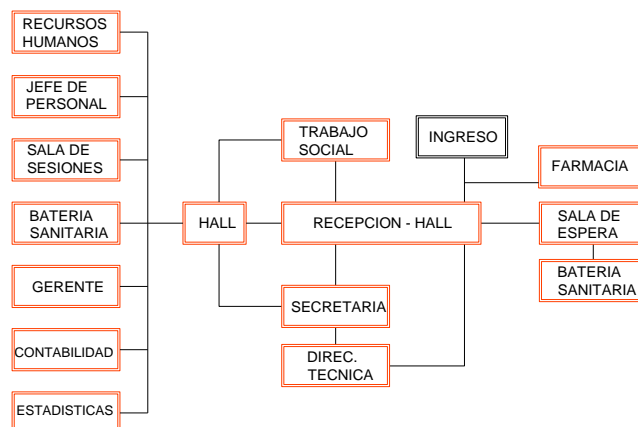 RECURSOS
HUMANOS
JEFE DE
PERSONAL
SALA DE
SESIONES
BATERIA
SANITARIA
GERENTE
CONTABILIDAD
ESTADISTICAS
HALL
TRABAJO
SOCIAL
RECEPCION - HALL
SECRETARIA
DIREC.
TECNICA
INGRESO
FARMACIA
SALA DE
ESPERA
BATERIA
SANITARIA